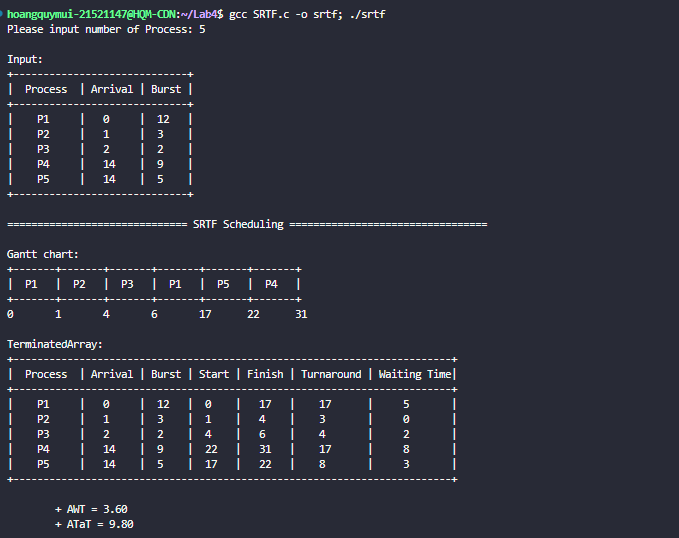 hoangquymui-21521147@HQM-CDN:~/Lab4$ gcc SRTF.c -o srtf; ./srtf
Please input number of Process: 5
Input:
+-----------------------------+
|  Process  | Arrival | Burst |
+-----------------------------+
|    P1     |   0     |  12   |
|    P2     |   1     |  3    |
|    P3     |   2     |  2    |
|    P4     |   14    |  9    |
|    P5     |   14    |  5    |
+-----------------------------+
============================== SRTF Scheduling =================================
Gantt chart:
+-------+-------+-------+-------+-------+-------+
|  P1   |  P2   |  P3   |  P1   |  P5   |  P4   |
+-------+-------+-------+-------+-------+-------+
0       1       4       6       17      22      31
TerminatedArray:
+-------------------------------------------------------------------------+
|  Process  | Arrival | Burst | Start | Finish | Turnaround | Waiting Time|
+-------------------------------------------------------------------------+
|    P1     |   0     |  12   |  0    |   17   |   17       |    5        |
|    P2     |   1     |  3    |  1    |   4    |   3        |    0        |
|    P3     |   2     |  2    |  4    |   6    |   4        |    2        |
|    P4     |   14    |  9    |  22   |   31   |   17       |    8        |
|    P5     |   14    |  5    |  17   |   22   |   8        |    3        |
+-------------------------------------------------------------------------+
+ AWT = 3.60
+ ATaT = 9.80